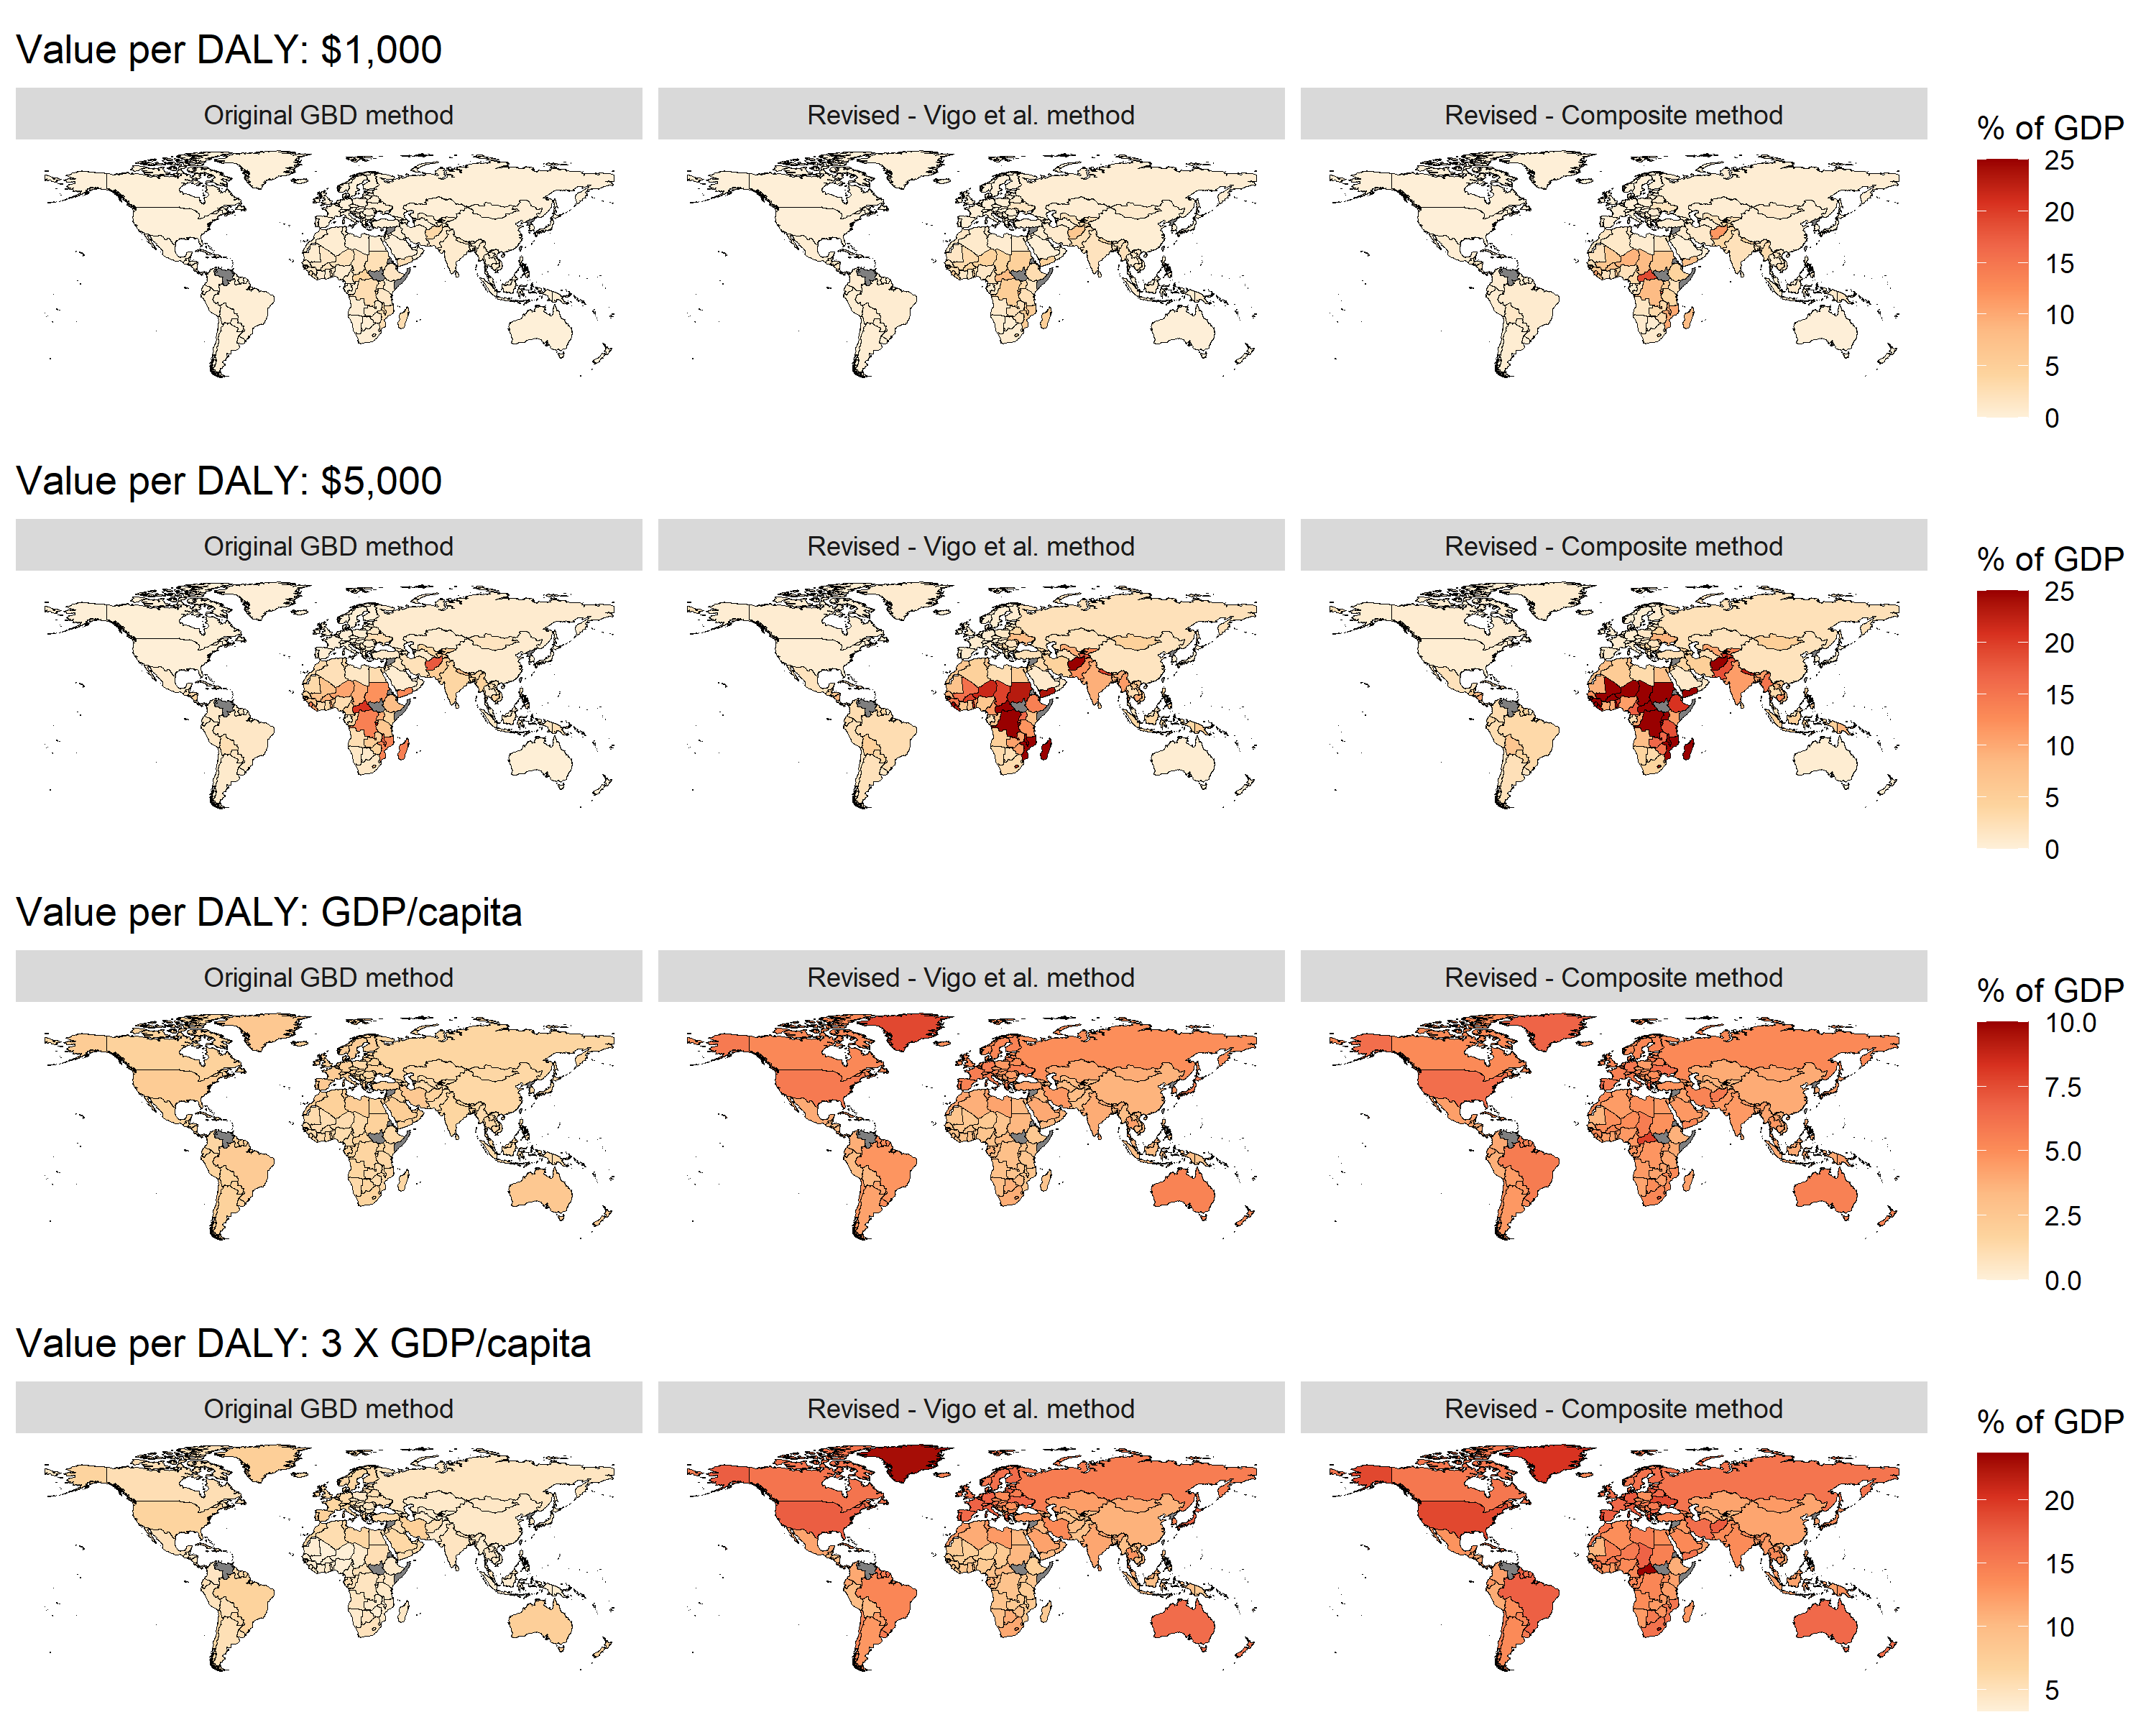 Value per DALY: $1,000
Original GBD method
Revised - Vigo et al. method
Revised - Composite method
% of GDP
25
20
15
10
5
0
Value per DALY: $5,000
Original GBD method
Revised - Vigo et al. method
Revised - Composite method
% of GDP
25
20
15
10
5
0
Value per DALY: GDP/capita
Original GBD method
Revised - Vigo et al. method
Revised - Composite method
% of GDP
10.0
7.5
5.0
2.5
0.0
Value per DALY: 3 X GDP/capita
Original GBD method
Revised - Vigo et al. method
Revised - Composite method
% of GDP
20
15
10
5